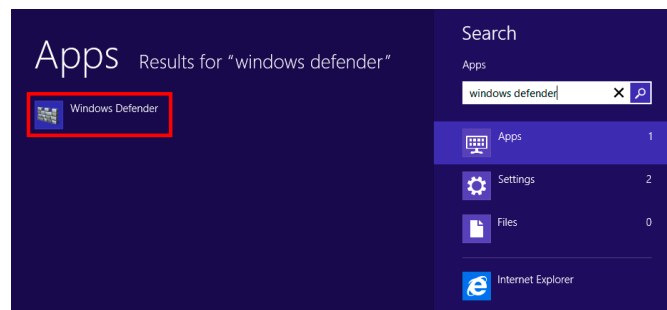 Apps Results for “windows defender”
Windows Defender
Search
Apps
windows defender
Apps 1
Settings 2
Files 0
Internet Explorer